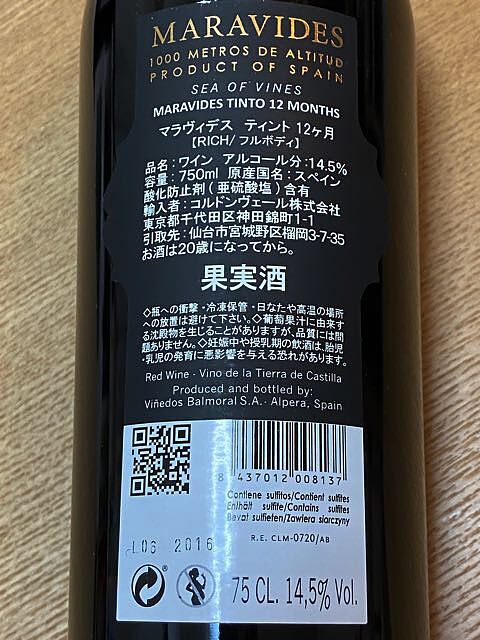 MARAVIDES
1000 METROS DE ALTITUD
PRODUCT OF SPAIN
SEA OF VINES
MARAVIDES TINTO 12 MONTHS
マラヴィデス ティント 12ヶ月
【RICH/ フルボディ】
品名：ワイン アルコール分：14.5%
容量：750ml 原産国名：スペイン
酸化防止剤 ( 亜硫酸塩 ) 含有
輸入者：コルドンヴェール株式会社
東京都千代田区神田錦町1-1
引取先：仙台市宮城野区榴岡3-7-35
お酒は20歳になってから。
果実酒
◇瓶への衝撃・冷凍保管・日なたや高温の場所
への放置は避けて下さい。◇葡萄果汁に由来す
る沈殿物を生じることがありますが、品質には問
題ありません。◇妊娠中や授乳期の飲酒は、胎児
・乳児の発育に悪影響を与える恐れがあります。
Red Wine · Vino de la Tierra de Castilla
Produced and bottled by:
Viñedos Balmoral S.A.· Alpera, Spain
8 437012 008137
Contiene sulfitos/Contient sulfites
Enthält sulfite/Contains sulfites
Bevat sulfieten/Zawiera siarczyny
R.E. CLM-0720/AB
L06 2016
75 CL. 14,5% Vol.